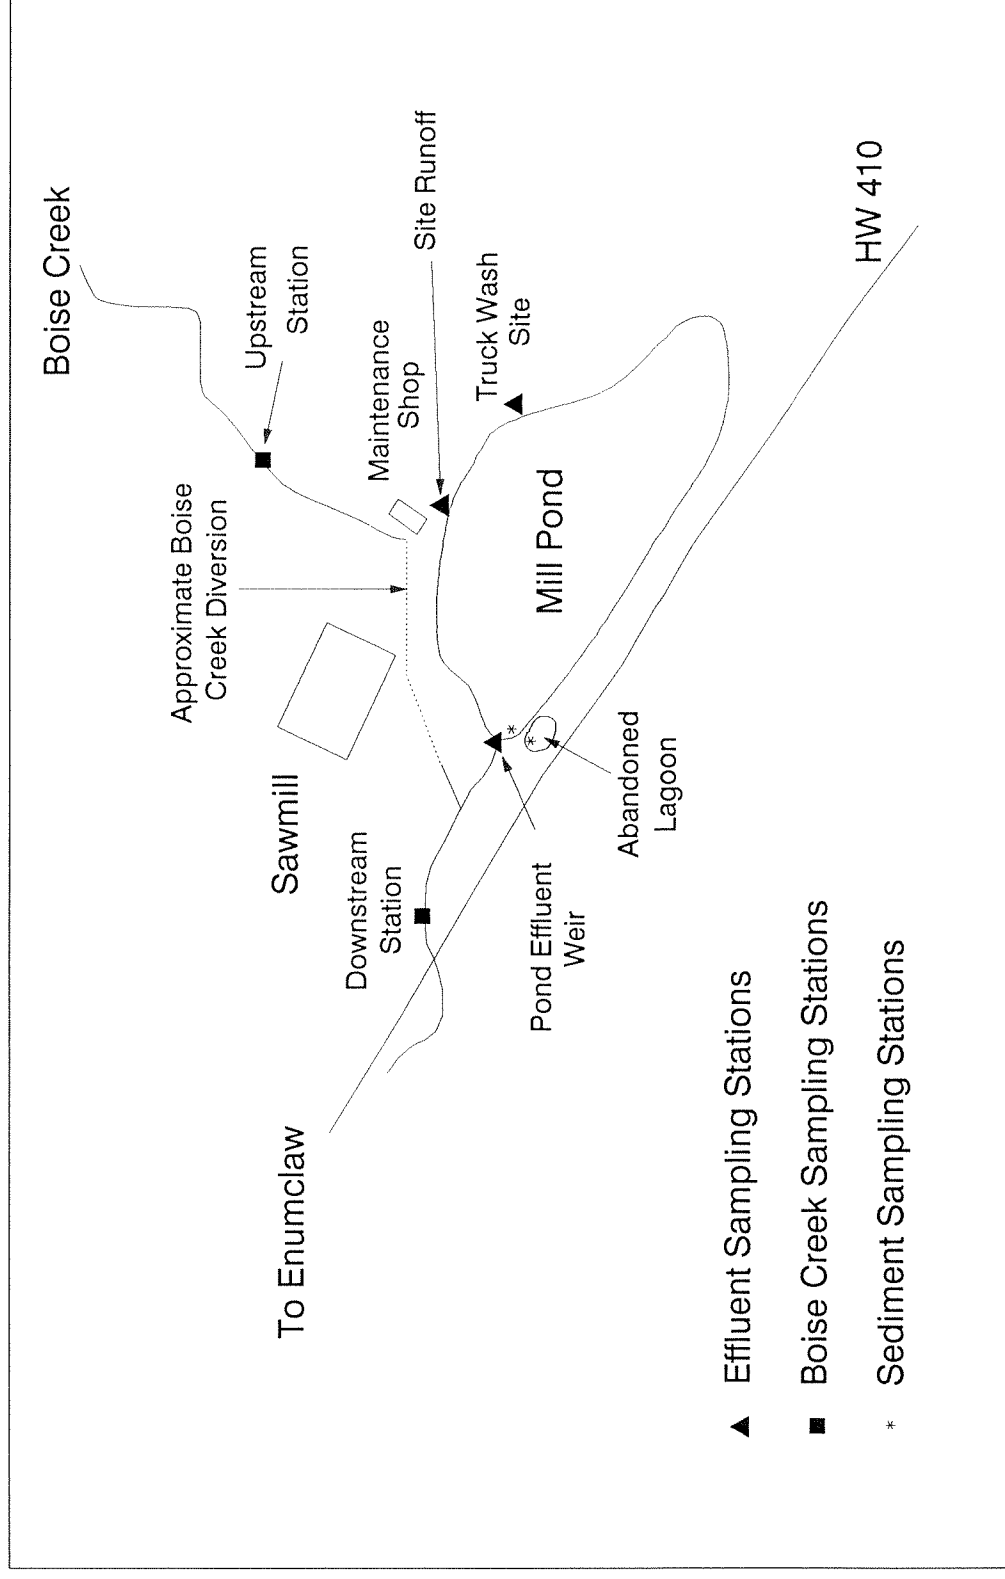 Boise Creek
Upstream
Station
Approximate Boise
Creek Diversion
Maintenance
Shop
Site Runoff
Truck Wash
Site
Sawmill
Mill Pond
HW 410
Downstream
Station
Pond Effluent
Weir
Abandoned
Lagoon
To Enumclaw
▲ Effluent Sampling Stations
■ Boise Creek Sampling Stations
* Sediment Sampling Stations